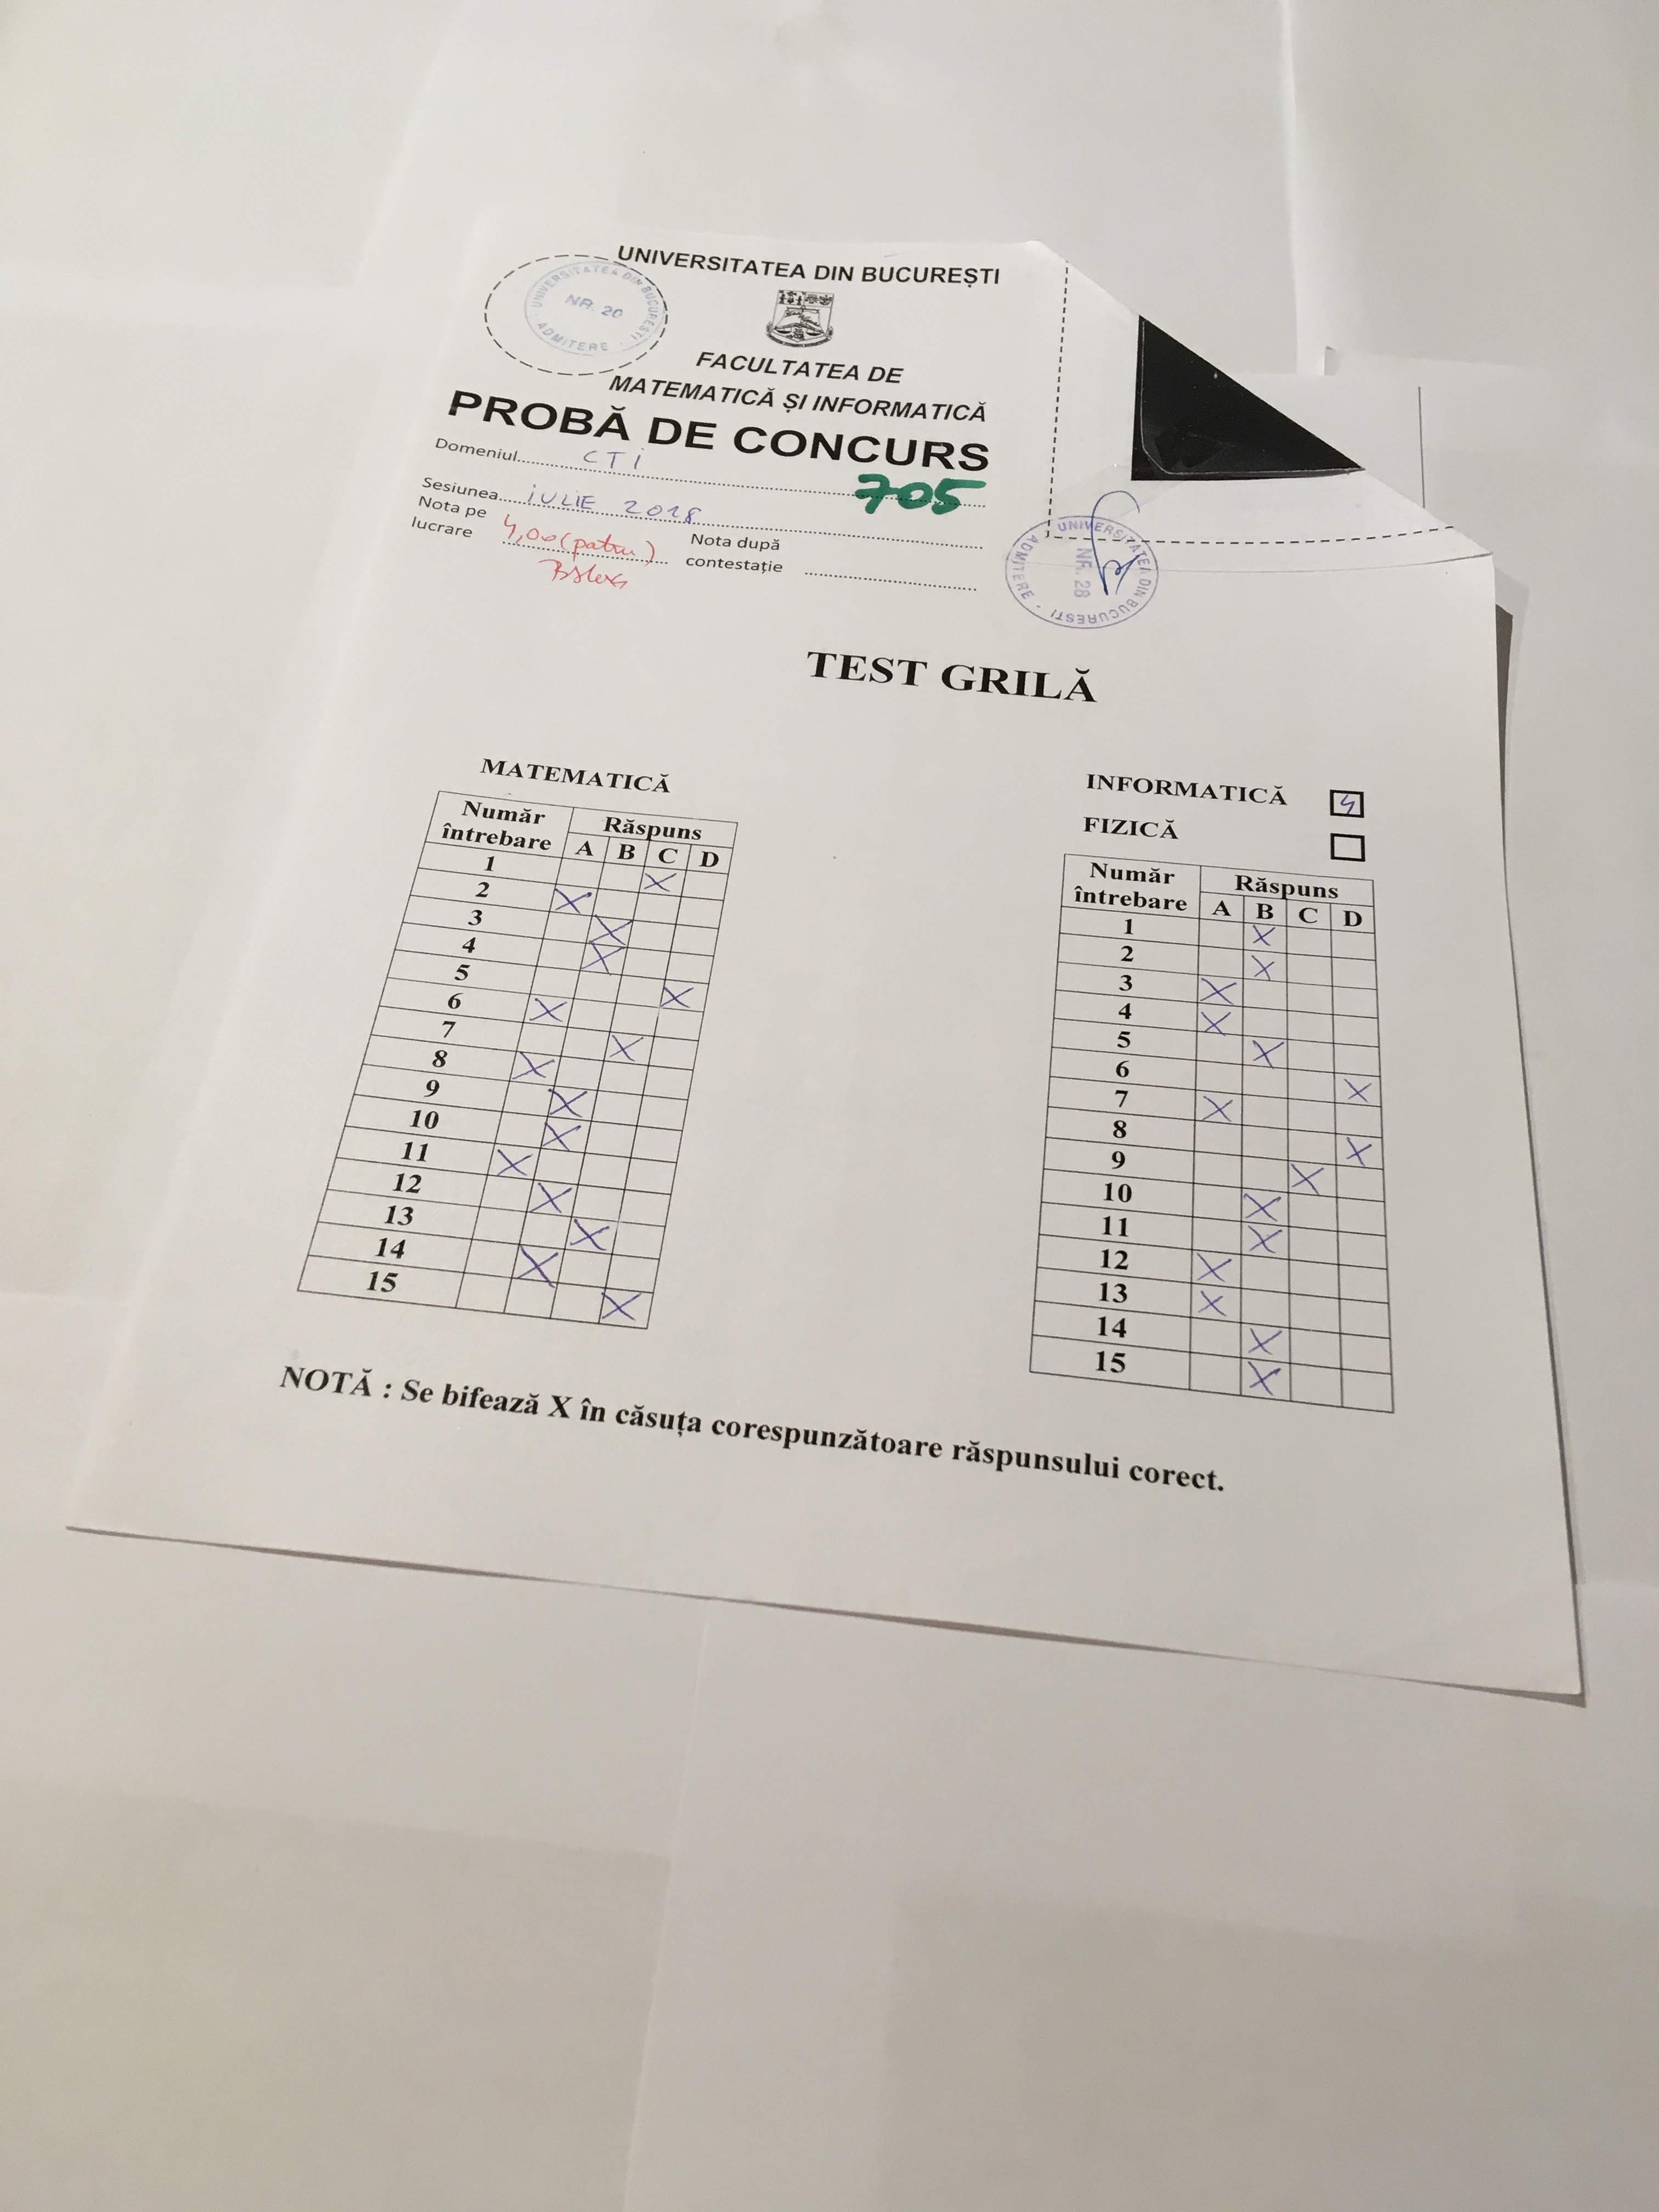 UNIVERSITATEA DIN BUCUREȘTI
UNIVERSITATEA DIN BUCUREȘTI
NR. 20
ADMITERE
FACULTATEA DE
MATEMATICĂ ȘI INFORMATICĂ
PROBĂ DE CONCURS
Domeniul CTI
705
Sesiunea IULIE 2018
Nota pe lucrare 4,00 (patru)
Nota după contestație
UNIVERSITATEA DIN BUCUREȘTI
NR. 28
ADMITERE
TEST GRILĂ
MATEMATICĂ
Număr întrebare Răspuns
A B C D
1 X
2 X
3 X
4 X
5 X
6 X
7 X
8 X
9 X
10 X
11 X
12 X
13 X
14 X
15 X
INFORMATICĂ
FIZICĂ
Număr întrebare Răspuns
A B C D
1 X
2 X
3 X
4 X
5 X
6 X
7 X
8 X
9 X
10 X
11 X
12 X
13 X
14 X
15 X
NOTĂ : Se bifează X în căsuța corespunzătoare răspunsului corect.